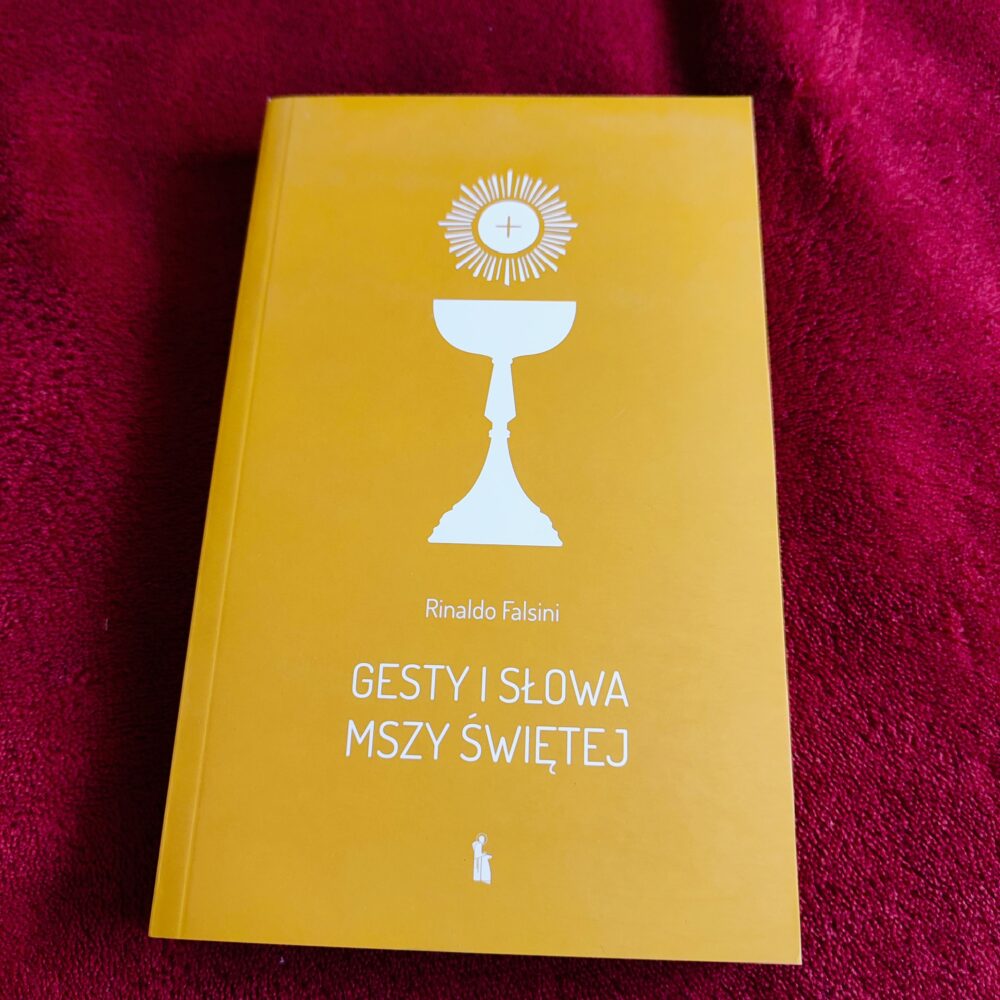 Rinaldo Falsini
GESTY I SŁOWA
MSZY ŚWIĘTEJ